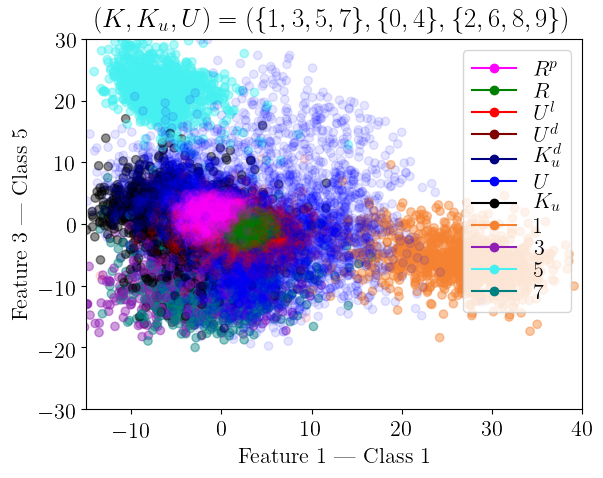 (K, K_u, U) = ({1, 3, 5, 7}, {0, 4}, {2, 6, 8, 9})
30
20
10
0
−10
−20
−30
Feature 3 — Class 5
−10
0
10
20
30
40
Feature 1 — Class 1
R^p
R
U^l
U^d
K_u^d
U
K_u
1
3
5
7